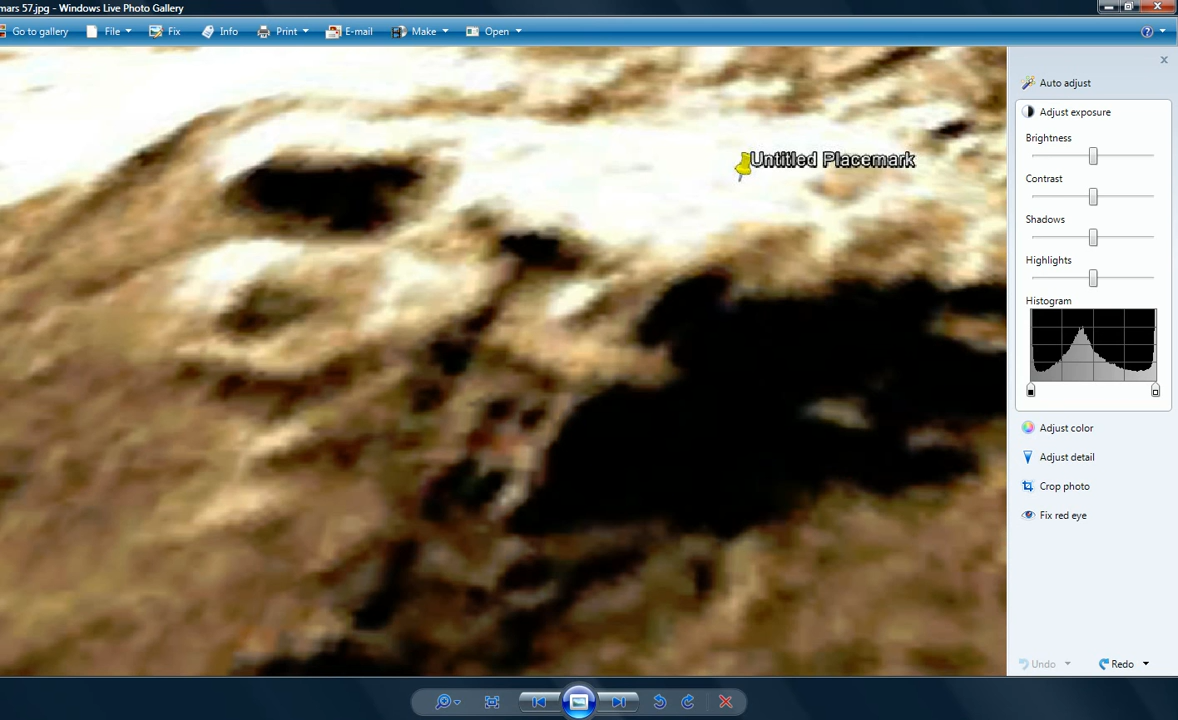 mars 57.jpg - Windows Live Photo Gallery
Go to gallery File Fix Info Print E-mail Make Open
Auto adjust
Adjust exposure
Brightness
Untitled Placemark
Contrast
Shadows
Highlights
Histogram
Adjust color
Adjust detail
Crop photo
Fix red eye
Undo Redo